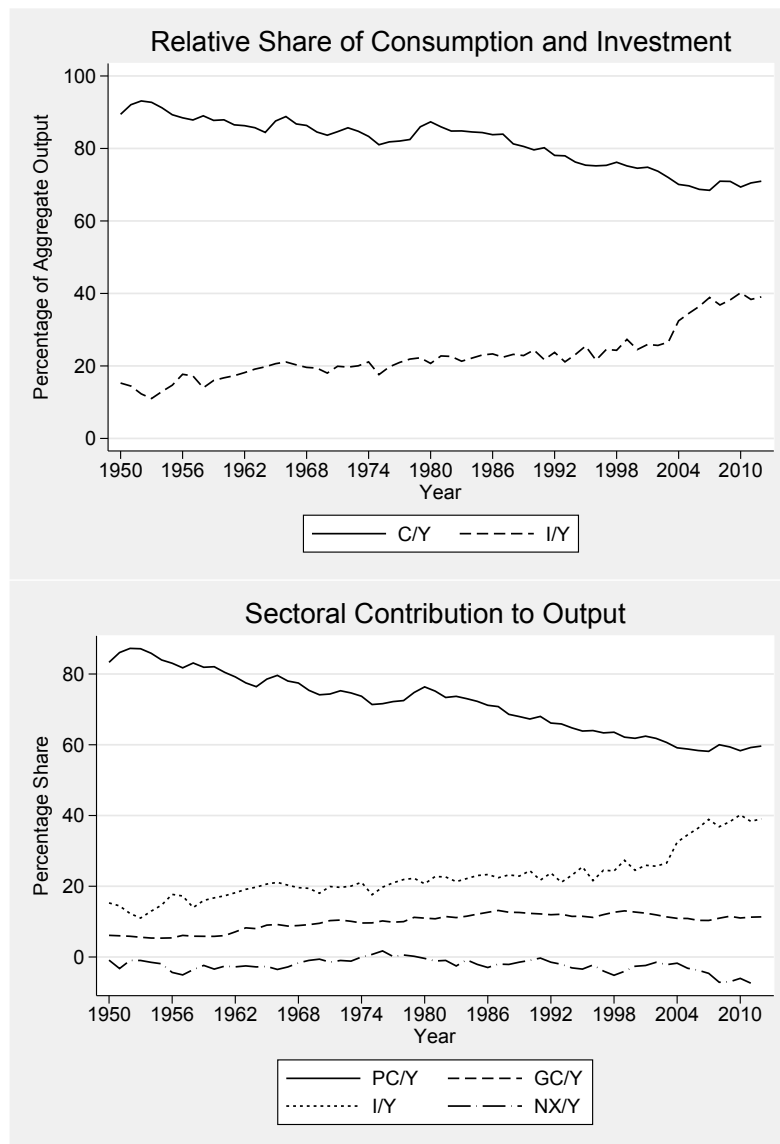 Relative Share of Consumption and Investment
Percentage of Aggregate Output
100
80
60
40
20
0
1950 1956 1962 1968 1974 1980 1986 1992 1998 2004 2010
Year
C/Y I/Y
Sectoral Contribution to Output
Percentage Share
80
60
40
20
0
1950 1956 1962 1968 1974 1980 1986 1992 1998 2004 2010
Year
PC/Y GC/Y
I/Y NX/Y